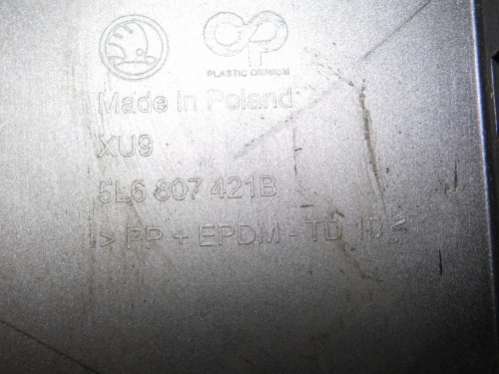 PLASTIC OMNIUM
Made in Poland
XU9
5L6 807 421B
> PP + EPDM - TD 10 <